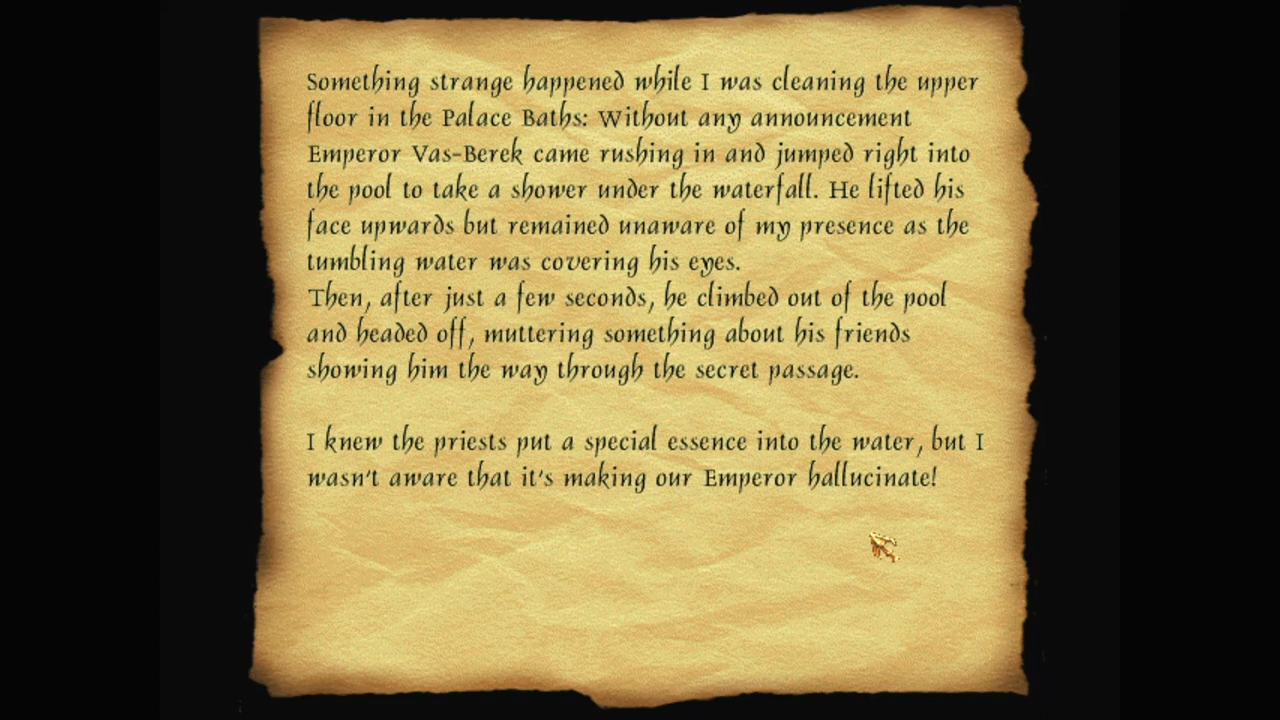 Something strange happened while I was cleaning the upper
floor in the Palace Baths: Without any announcement
Emperor Vas-Berek came rushing in and jumped right into
the pool to take a shower under the waterfall. He lifted his
face upwards but remained unaware of my presence as the
tumbling water was covering his eyes.
Then, after just a few seconds, he climbed out of the pool
and headed off, muttering something about his friends
showing him the way through the secret passage.
I knew the priests put a special essence into the water, but I
wasn't aware that it's making our Emperor hallucinate!